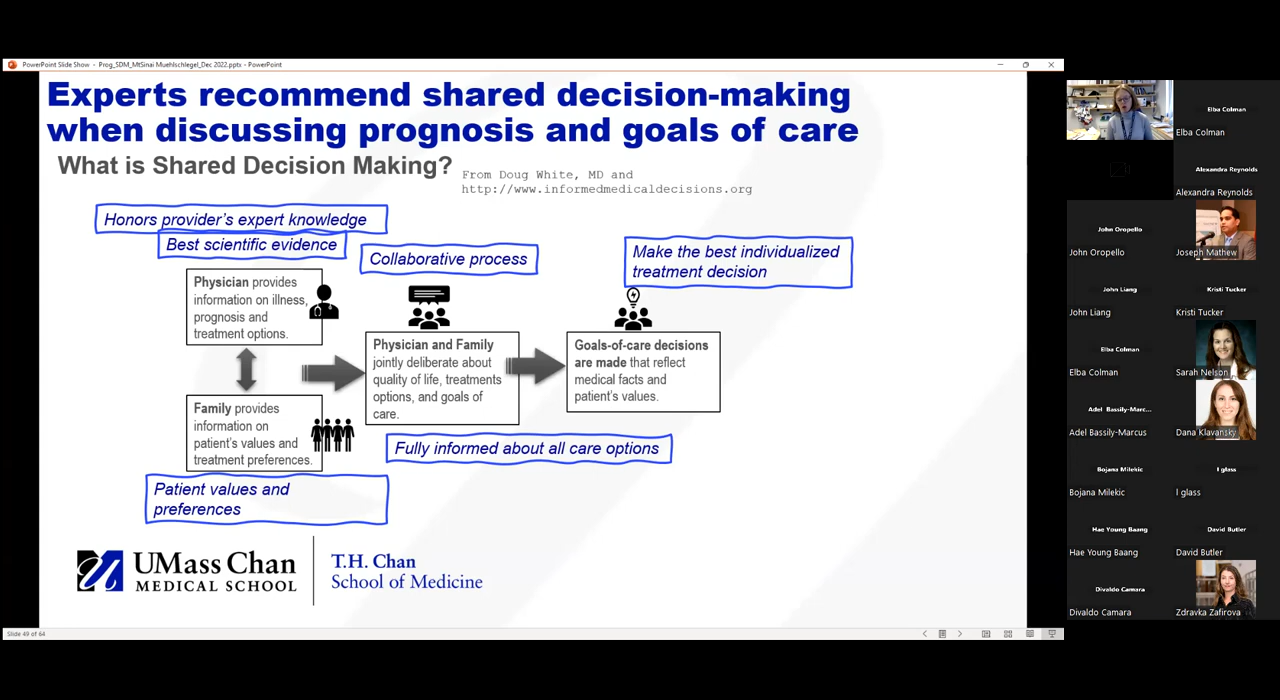 PowerPoint Slide Show - Prog_SDM_MtSinai Muehlschlegel_Dec 2022.pptx - PowerPoint
Experts recommend shared decision-making
when discussing prognosis and goals of care
What is Shared Decision Making?
From Doug White, MD and
http://www.informedmedicaldecisions.org
Honors provider's expert knowledge
Best scientific evidence
Collaborative process
Make the best individualized
treatment decision
Physician provides
information on illness,
prognosis and
treatment options.
Physician and Family
jointly deliberate about
quality of life, treatments
options, and goals of
care.
Goals-of-care decisions
are made that reflect
medical facts and
patient's values.
Family provides
information on
patient's values and
treatment preferences.
Fully informed about all care options
Patient values and
preferences
UMass Chan
MEDICAL SCHOOL
T.H. Chan
School of Medicine
Slide 49 of 64
Elba Colman
Elba Colman
Alexandra Reynolds
Alexandra Reynolds
John Oropello
John Oropello
Joseph Mathew
John Liang
John Liang
Kristi Tucker
Kristi Tucker
Elba Colman
Elba Colman
Sarah Nelson
Adel Bassily-Marc...
Adel Bassily-Marcus
Dana Klavansky
Bojana Milekic
Bojana Milekic
l glass
l glass
Hae Young Baang
Hae Young Baang
David Butler
David Butler
Divaldo Camara
Divaldo Camara
Zdravka Zafirova